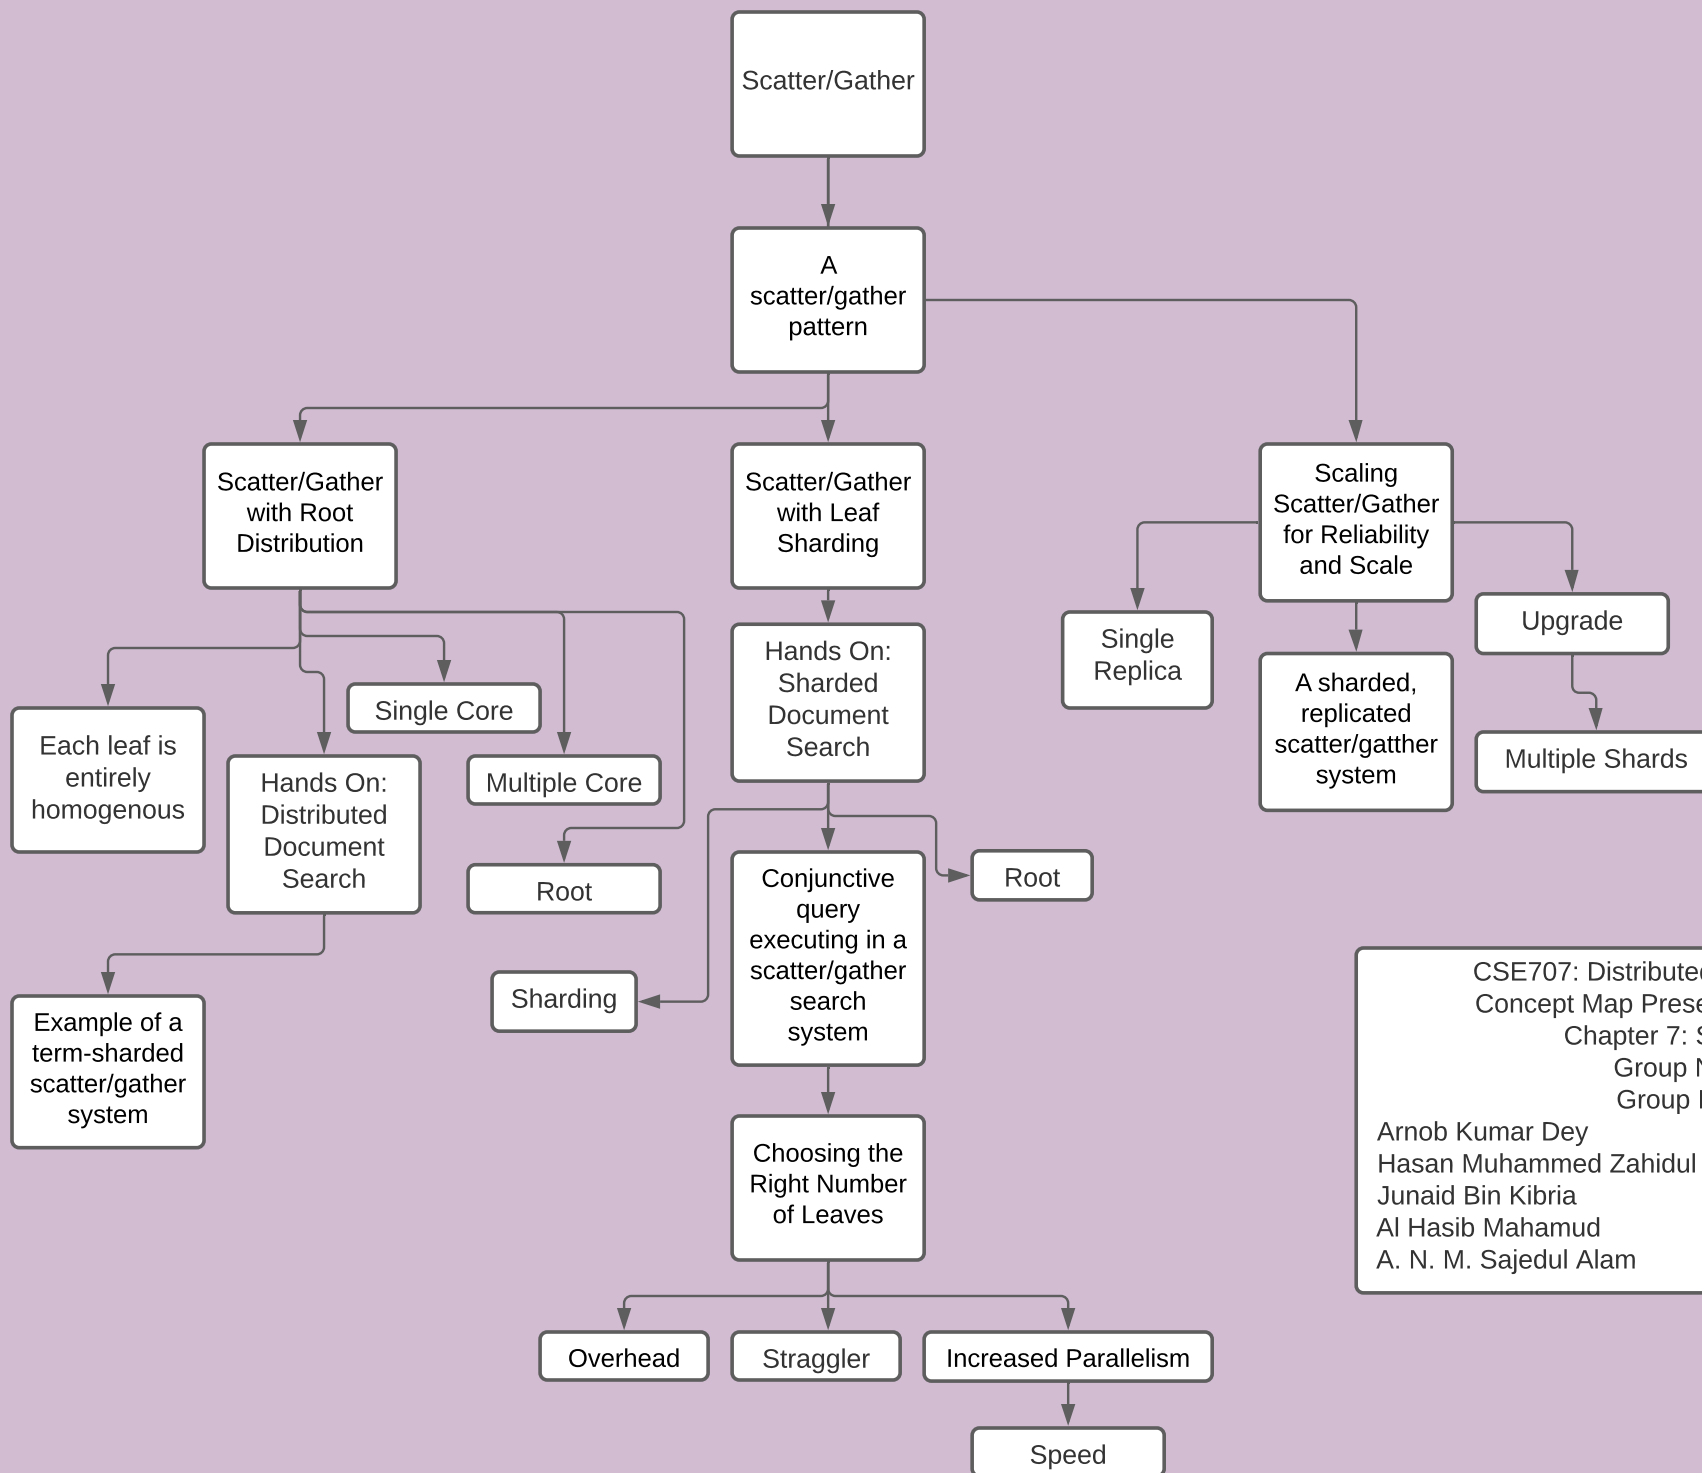 Scatter/Gather
A
scatter/gather
pattern
Scatter/Gather
with Root
Distribution
Scatter/Gather
with Leaf
Sharding
Scaling
Scatter/Gather
for Reliability
and Scale
Each leaf is
entirely
homogenous
Hands On:
Distributed
Document
Search
Single Core
Multiple Core
Root
Example of a
term-sharded
scatter/gather
system
Hands On:
Sharded
Document
Search
Sharding
Conjunctive
query
executing in a
scatter/gather
search
system
Root
Choosing the
Right Number
of Leaves
Overhead
Straggler
Increased Parallelism
Speed
Single
Replica
A sharded,
replicated
scatter/gatther
system
Upgrade
Multiple Shards
CSE707: Distributed
Concept Map
Chapter 7:
Group
Group
Arnob Kumar Dey
Hasan Muhammed Zahidul
Junaid Bin Kibria
Al Hasib Mahamud
A. N. M. Sajedul Alam